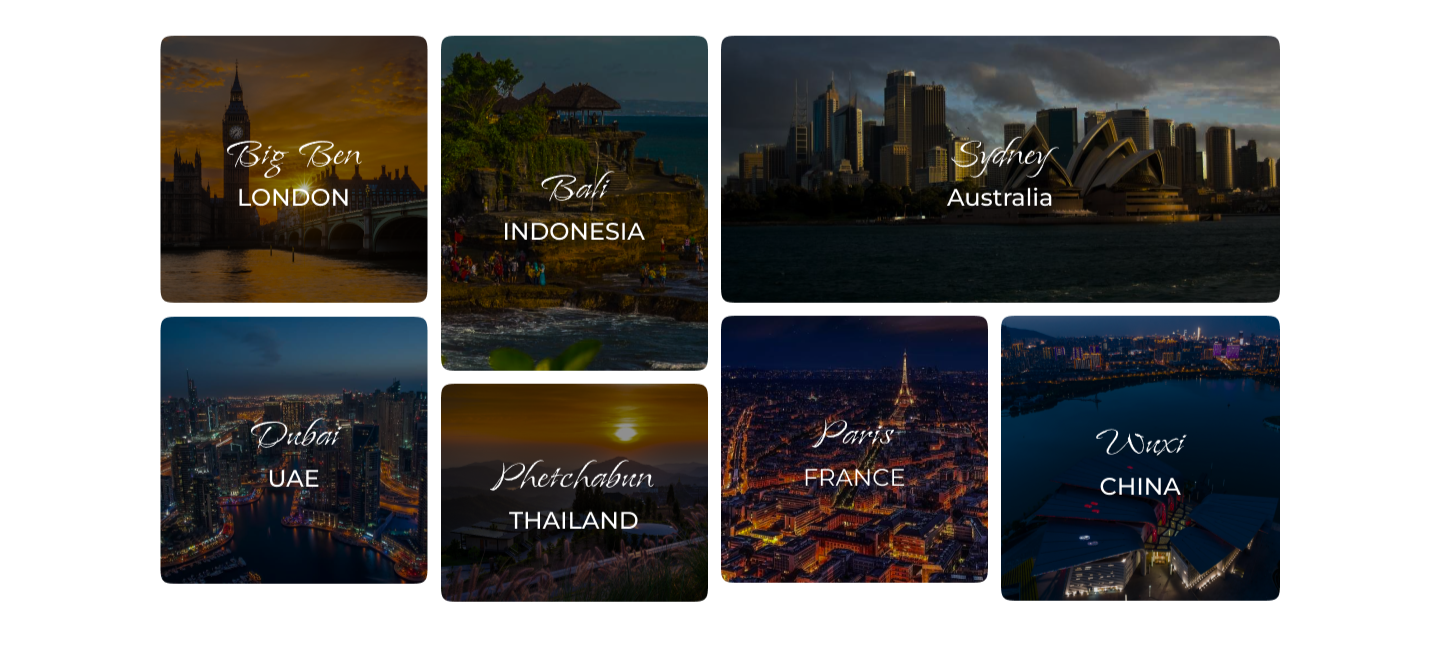 Big Ben
LONDON
Bali
INDONESIA
Sydney
Australia
Dubai
UAE
Phetchabun
THAILAND
Paris
FRANCE
Wuxi
CHINA